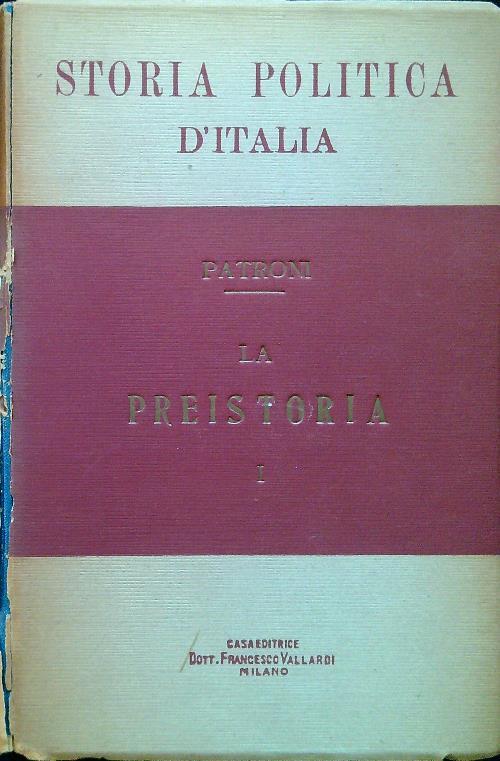 STORIA POLITICA
D'ITALIA
PATRONI
LA
PREISTORIA
I
CASA EDITRICE
DOTT. FRANCESCO VALLARDI
MILANO